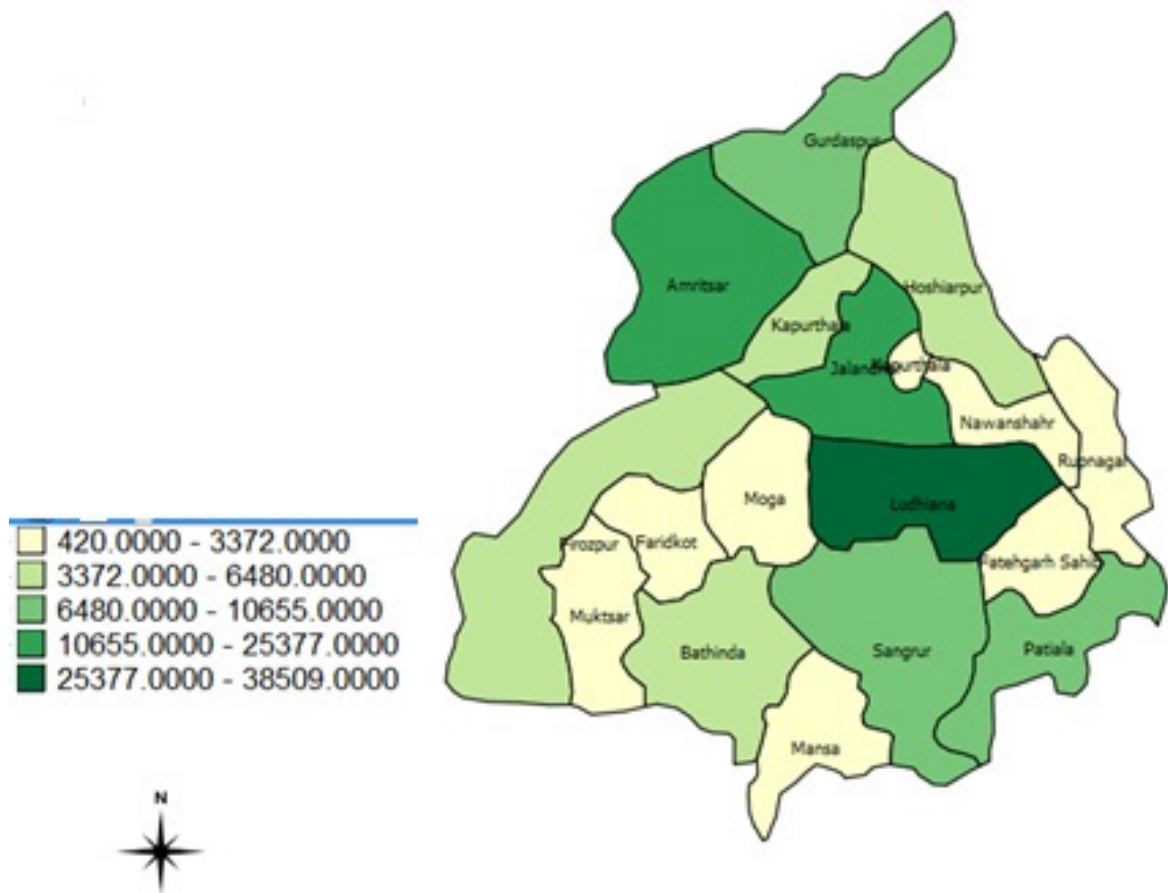 Gurdaspur
Amritsar
Hoshiarpur
Kapurthala
Jalandhar
Kapurthala
Nawanshahr
Rupnagar
Moga
Ludhiana
420.0000 - 3372.0000
3372.0000 - 6480.0000
6480.0000 - 10655.0000
10655.0000 - 25377.0000
25377.0000 - 38509.0000
Firozpur
Faridkot
Fatehgarh Sahib
Muktsar
Bathinda
Sangrur
Patiala
Mansa
N